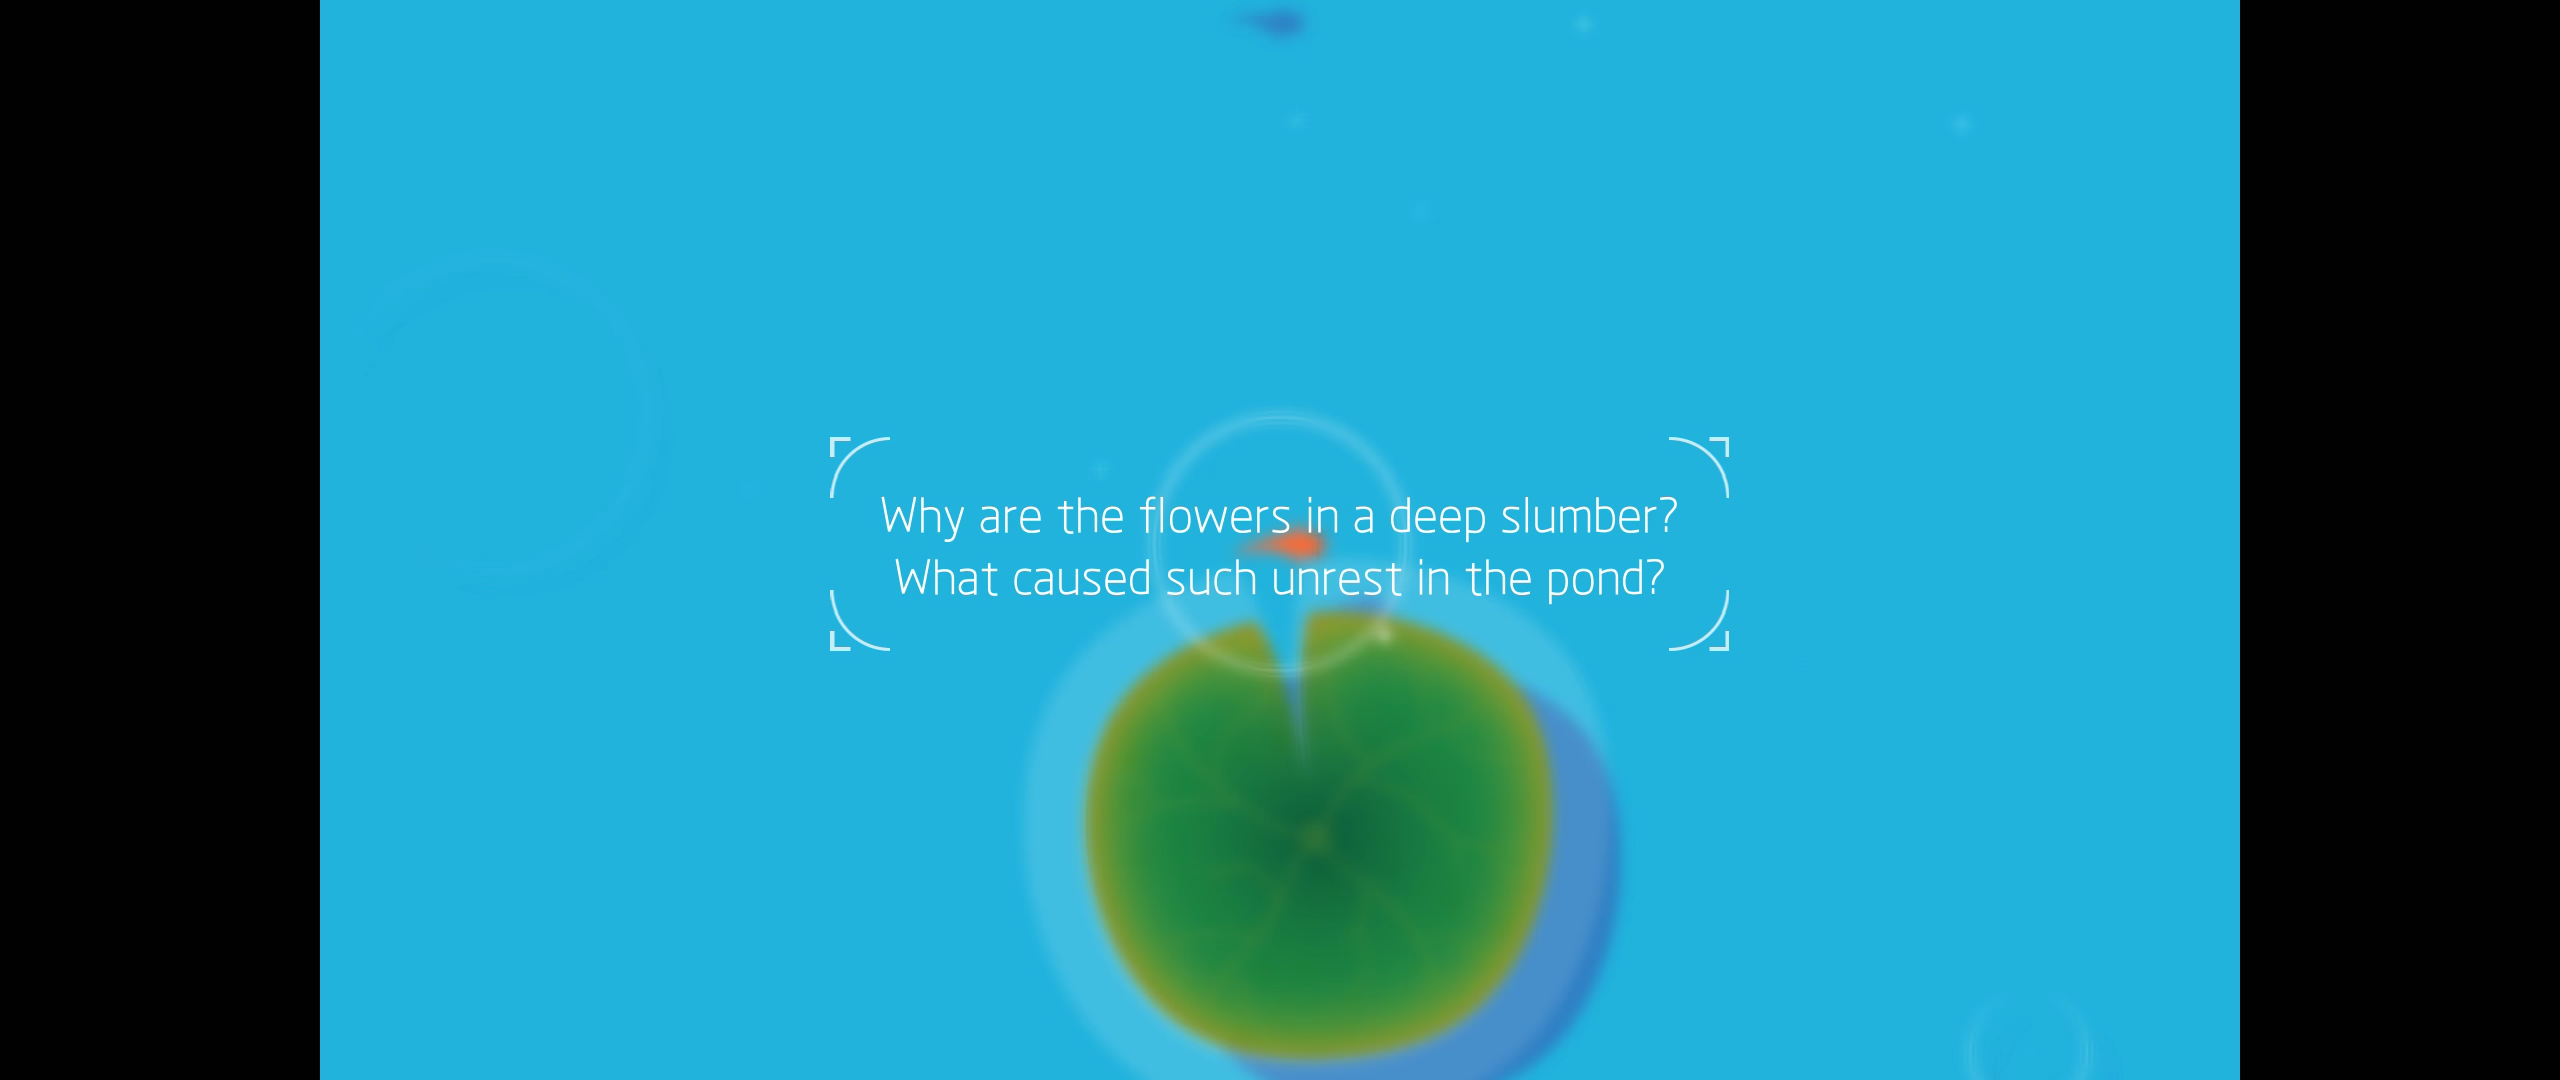 Why are the flowers in a deep slumber?
What caused such unrest in the pond?